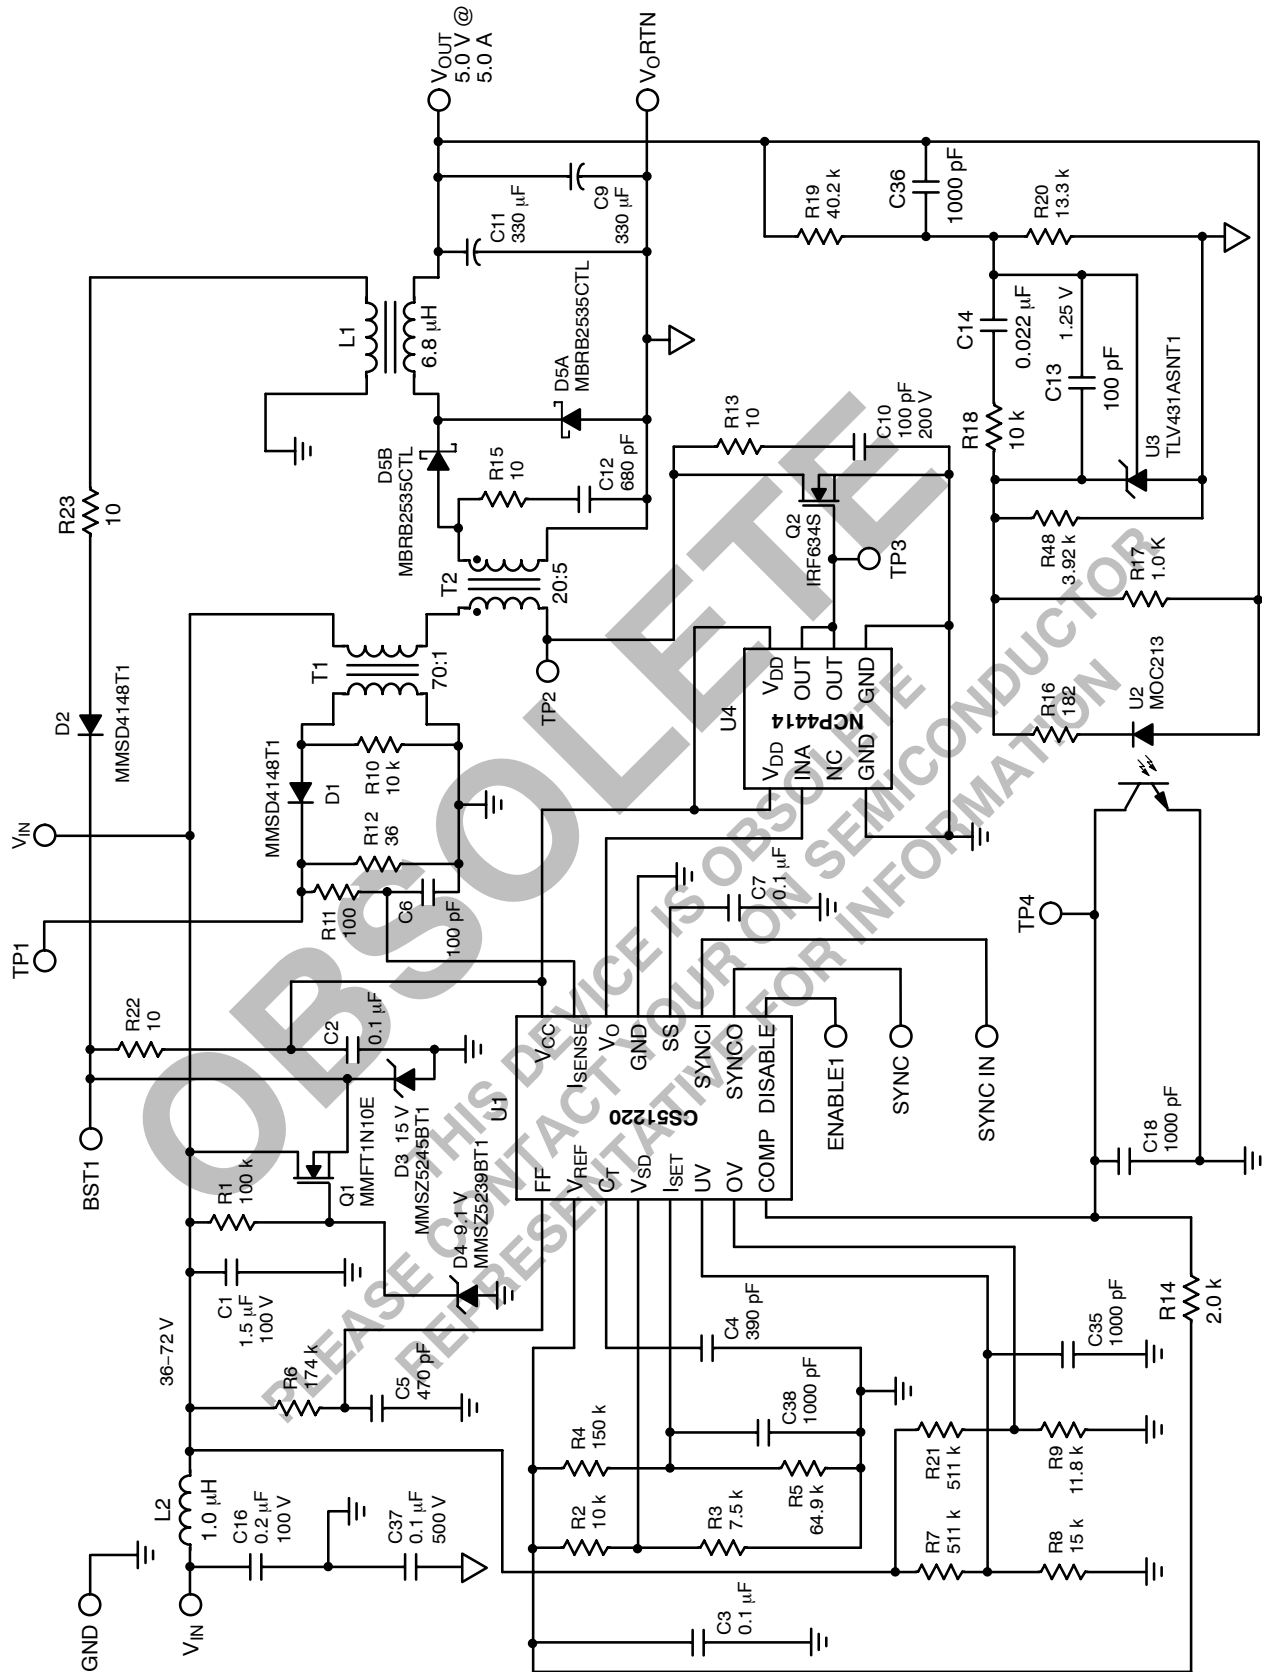 GND
VIN
L2
1.0 µH
C16
0.2 µF
100 V
C37
0.1 µF
500 V
36–72 V
R6
174 k
C5
470 pF
C1
1.5 µF
100 V
R1
100 k
Q1
MMFT1N10E
D4 9.1 V
MMSZ5239BT1
D3 15 V
MMSZ5245BT1
BST1
R22
10
C2
0.1 µF
TP1
VIN
D2
MMSD4148T1
R23
10
R11
100
C6
100 pF
R12
36
D1
MMSD4148T1
R10
10 k
T1
70:1
T2
20:5
TP2
R15
10
C12
680 pF
D5B
MBRB2535CTL
D5A
MBRB2535CTL
L1
6.8 µH
C11
330 µF
C9
330 µF
VOUT
5.0 V @
5.0 A
VORTN
U1
CS51220
FF
VREF
CT
VSD
ISET
UV
OV
COMP
VCC
ISENSE
VO
GND
SS
SYNCI
SYNCO
DISABLE
C7
0.1 µF
ENABLE1
SYNC
SYNC IN
U4
NCP4414
VDD
INA
NC
GND
VDD
OUT
OUT
GND
Q2
IRF634S
TP3
R13
10
C10
100 pF
200 V
C3
0.1 µF
R2
10 k
R3
7.5 k
R4
150 k
R5
64.9 k
C38
1000 pF
C4
390 pF
R7
511 k
R8
15 k
R21
511 k
R9
11.8 k
C35
1000 pF
R14
2.0 k
C18
1000 pF
TP4
U2
MOC213
R16
182
R17
1.0 K
R48
3.92 k
U3
TLV431ASNT1
R18
10 k
C13
100 pF
1.25 V
C14
0.022 µF
R19
40.2 k
C36
1000 pF
R20
13.3 k
OBSOLETE
THIS DEVICE IS OBSOLETE
PLEASE CONTACT YOUR ON SEMICONDUCTOR
REPRESENTATIVE FOR INFORMATION